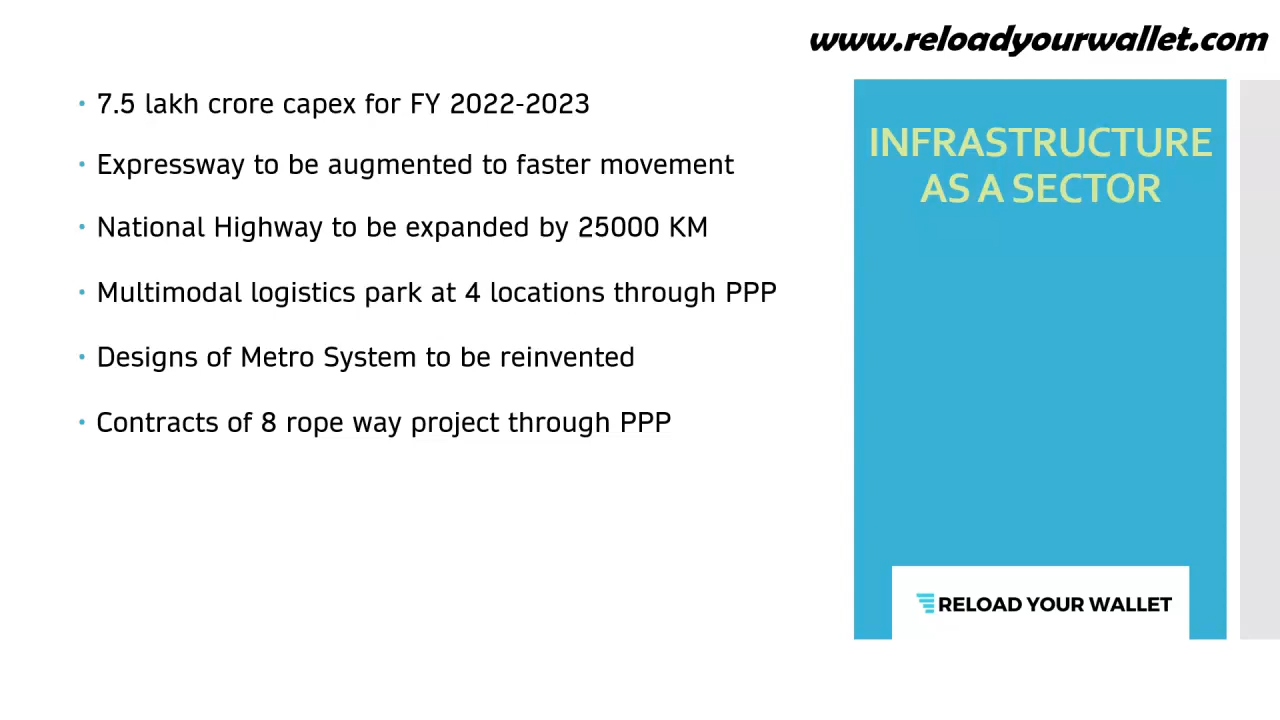 www.reloadyourwallet.com
• 7.5 lakh crore capex for FY 2022-2023
• Expressway to be augmented to faster movement
• National Highway to be expanded by 25000 KM
• Multimodal logistics park at 4 locations through PPP
• Designs of Metro System to be reinvented
• Contracts of 8 rope way project through PPP
INFRASTRUCTURE
AS A SECTOR
RELOAD YOUR WALLET